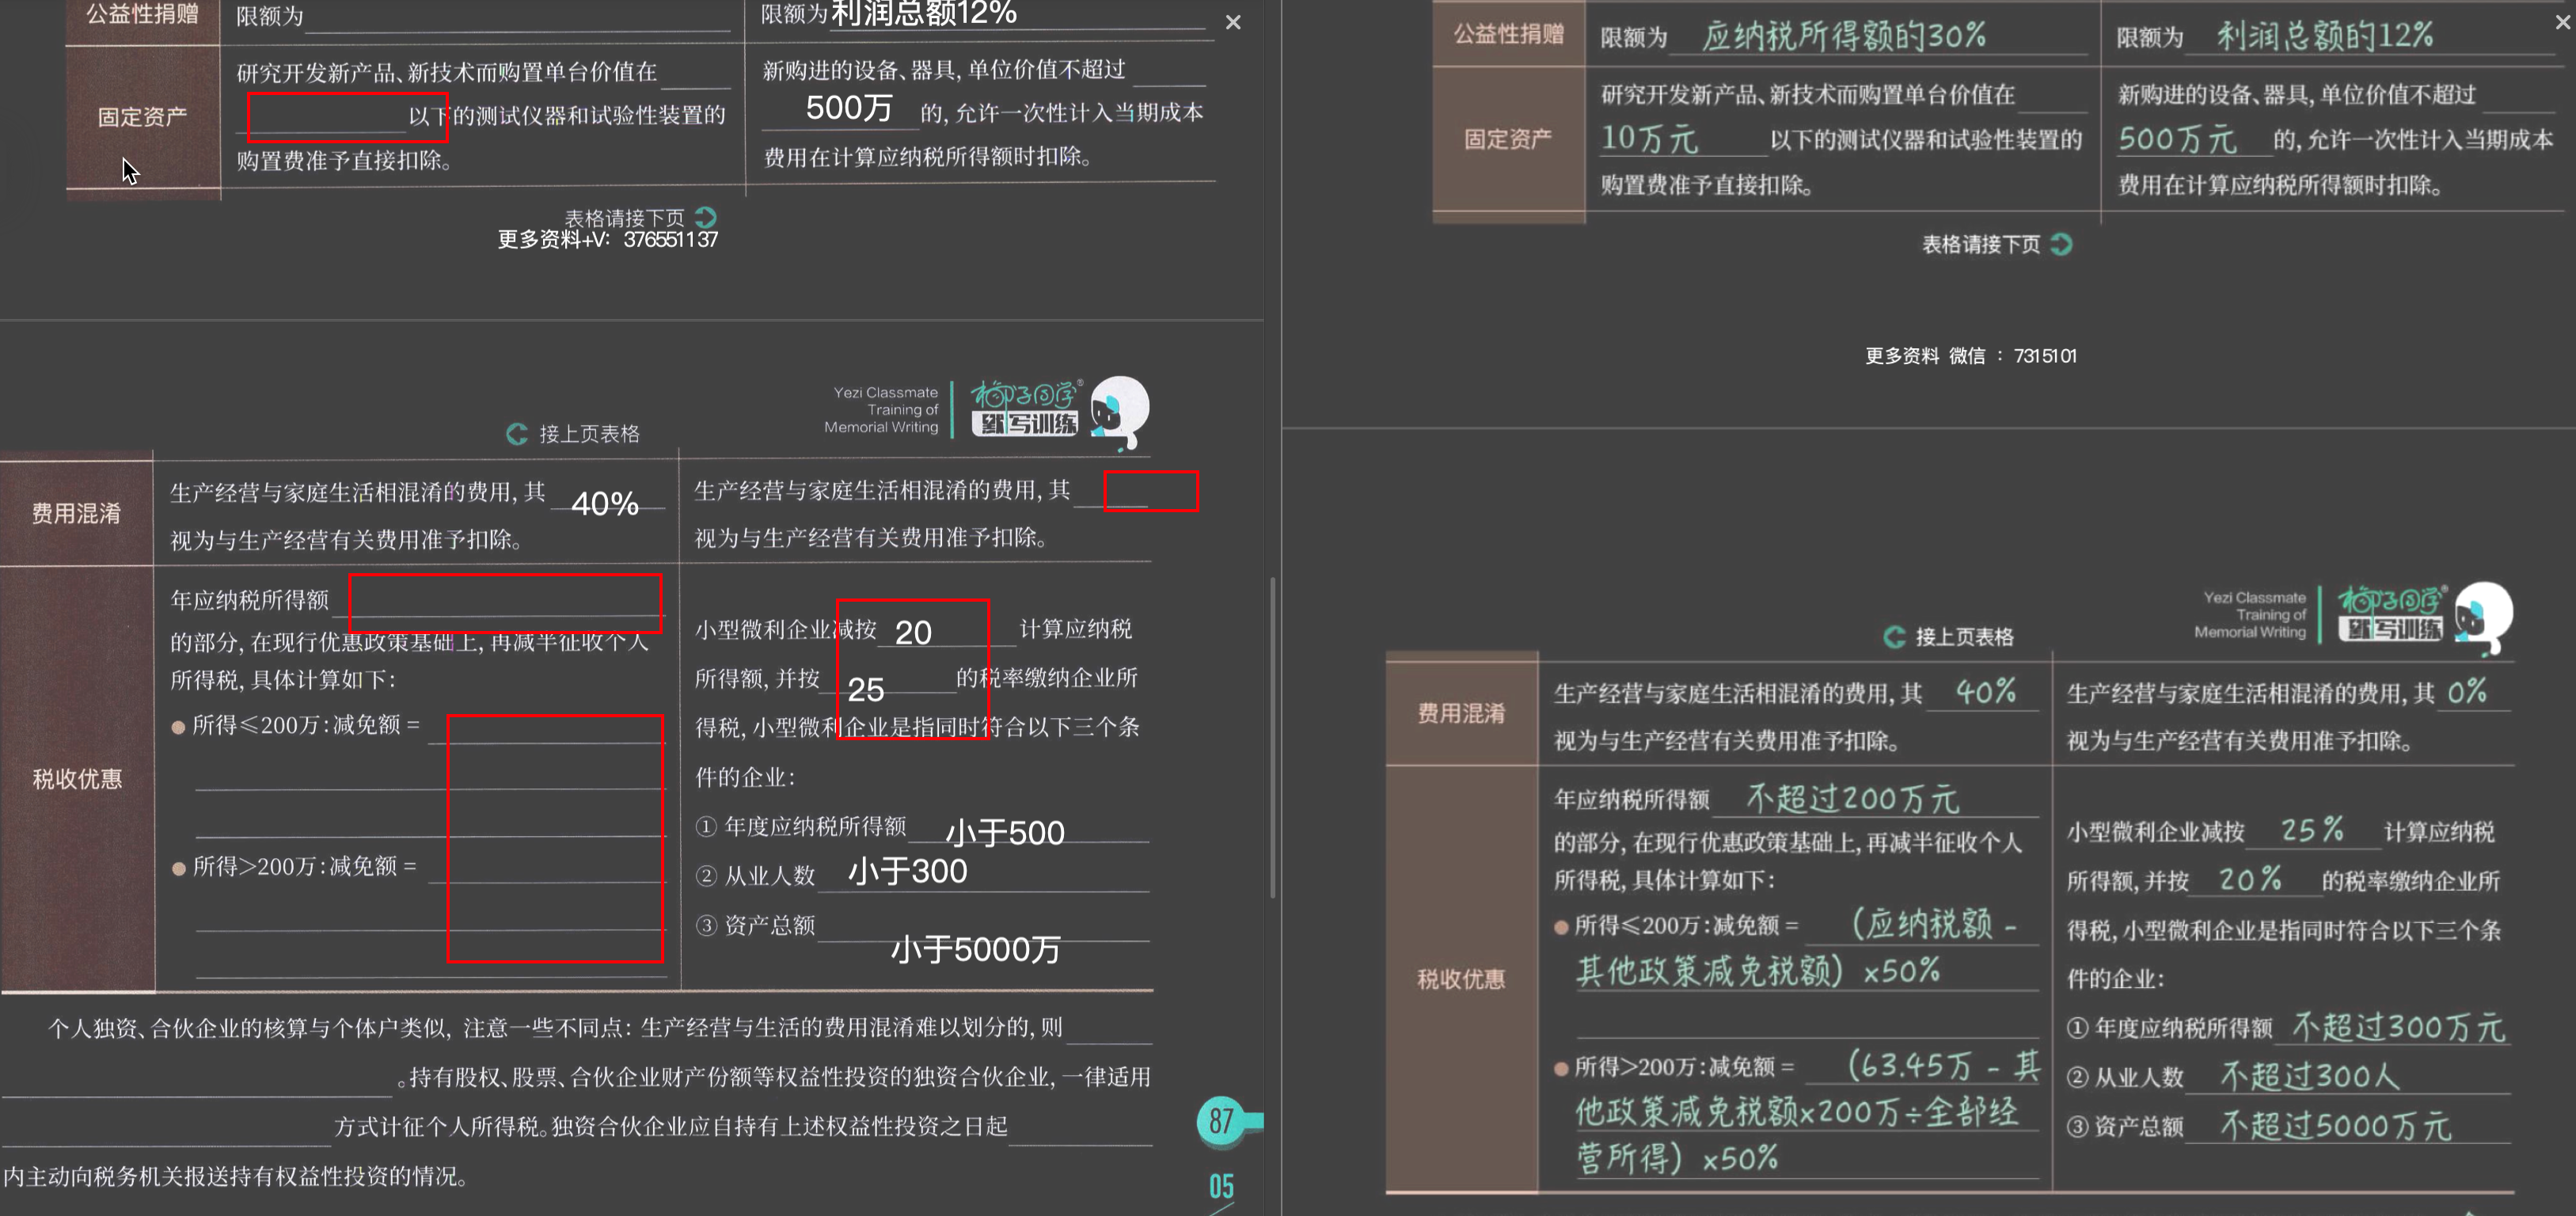 公益性捐赠
限额为
限额为利润总额12%
固定资产
研究开发新产品、新技术而购置单台价值在
以下的测试仪器和试验性装置的
购置费准予直接扣除。
新购进的设备、器具,单位价值不超过
500万 的,允许一次性计入当期成本
费用在计算应纳税所得额时扣除。
表格请接下页
更多资料+V: 376551137
Yezi Classmate
Training of
Memorial Writing
椰子同学®
默写训练
接上页表格
费用混淆
生产经营与家庭生活相混淆的费用,其 40%
视为与生产经营有关费用准予扣除。
生产经营与家庭生活相混淆的费用,其
视为与生产经营有关费用准予扣除。
税收优惠
年应纳税所得额
的部分,在现行优惠政策基础上,再减半征收个人
所得税,具体计算如下:
所得≤200万:减免额=
所得>200万:减免额=
小型微利企业减按 20 计算应纳税
所得额,并按 25 的税率缴纳企业所
得税,小型微利企业是指同时符合以下三个条
件的企业:
① 年度应纳税所得额 小于500
② 从业人数 小于300
③ 资产总额 小于5000万
个人独资、合伙企业的核算与个体户类似, 注意一些不同点: 生产经营与生活的费用混淆难以划分的,则
。持有股权、股票、合伙企业财产份额等权益性投资的独资合伙企业,一律适用
方式计征个人所得税。独资合伙企业应自持有上述权益性投资之日起
内主动向税务机关报送持有权益性投资的情况。
87
05
公益性捐赠
限额为 应纳税所得额的30%
限额为 利润总额的12%
固定资产
研究开发新产品、新技术而购置单台价值在
10万元 以下的测试仪器和试验性装置的
购置费准予直接扣除。
新购进的设备、器具,单位价值不超过
500万元 的,允许一次性计入当期成本
费用在计算应纳税所得额时扣除。
表格请接下页
更多资料 微信 : 7315101
Yezi Classmate
Training of
Memorial Writing
椰子同学®
默写训练
接上页表格
费用混淆
生产经营与家庭生活相混淆的费用,其 40%
视为与生产经营有关费用准予扣除。
生产经营与家庭生活相混淆的费用,其 0%
视为与生产经营有关费用准予扣除。
税收优惠
年应纳税所得额 不超过200万元
的部分,在现行优惠政策基础上,再减半征收个人
所得税,具体计算如下:
所得≤200万:减免额= (应纳税额-
其他政策减免税额)×50%
所得>200万:减免额= (63.45万-其
他政策减免税额×200万÷全部经
营所得)×50%
小型微利企业减按 25% 计算应纳税
所得额,并按 20% 的税率缴纳企业所
得税,小型微利企业是指同时符合以下三个条
件的企业:
① 年度应纳税所得额 不超过300万元
② 从业人数 不超过300人
③ 资产总额 不超过5000万元